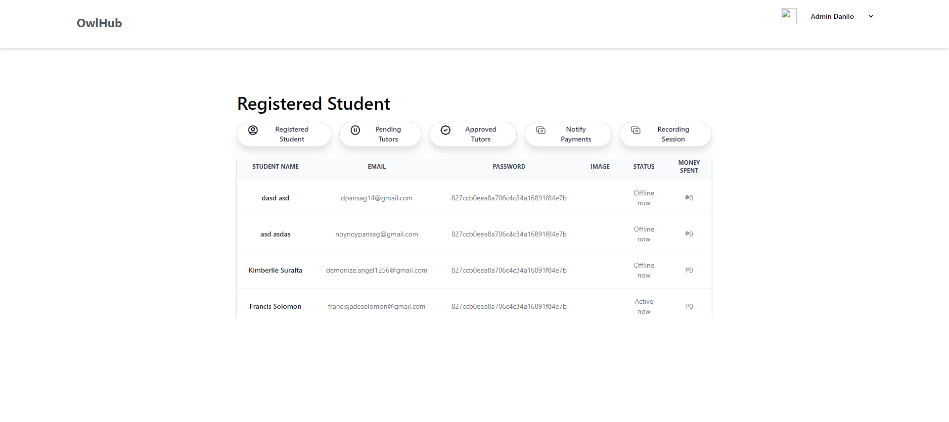 OwlHub
Admin Danilo
Registered Student
Registered
Student
Pending
Tutors
Approved
Tutors
Notify
Payments
Recording
Session
STUDENT NAME EMAIL PASSWORD IMAGE STATUS MONEY
SPENT
dasd asd dpansag14@gmail.com 827ccb0eea8a706c4c34a16891f84e7b Offline
now ₱0
asd asdas noynoypansag@gmail.com 827ccb0eea8a706c4c34a16891f84e7b Offline
now ₱0
Kimberlie Suralta demonize.angel1256@gmail.com 827ccb0eea8a706c4c34a16891f84e7b Offline
now ₱0
Francis Solomon francisjadesolomon@gmail.com 827ccb0eea8a706c4c34a16891f84e7b Active
now ₱0